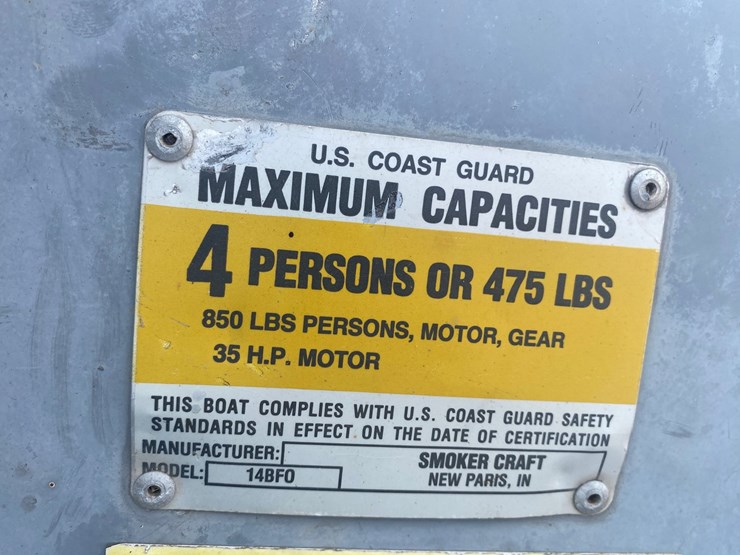 U.S. COAST GUARD
MAXIMUM CAPACITIES
4 PERSONS OR 475 LBS
850 LBS PERSONS, MOTOR, GEAR
35 H.P. MOTOR
THIS BOAT COMPLIES WITH U.S. COAST GUARD SAFETY
STANDARDS IN EFFECT ON THE DATE OF CERTIFICATION
MANUFACTURER: SMOKER CRAFT
MODEL: 14BFO NEW PARIS, IN